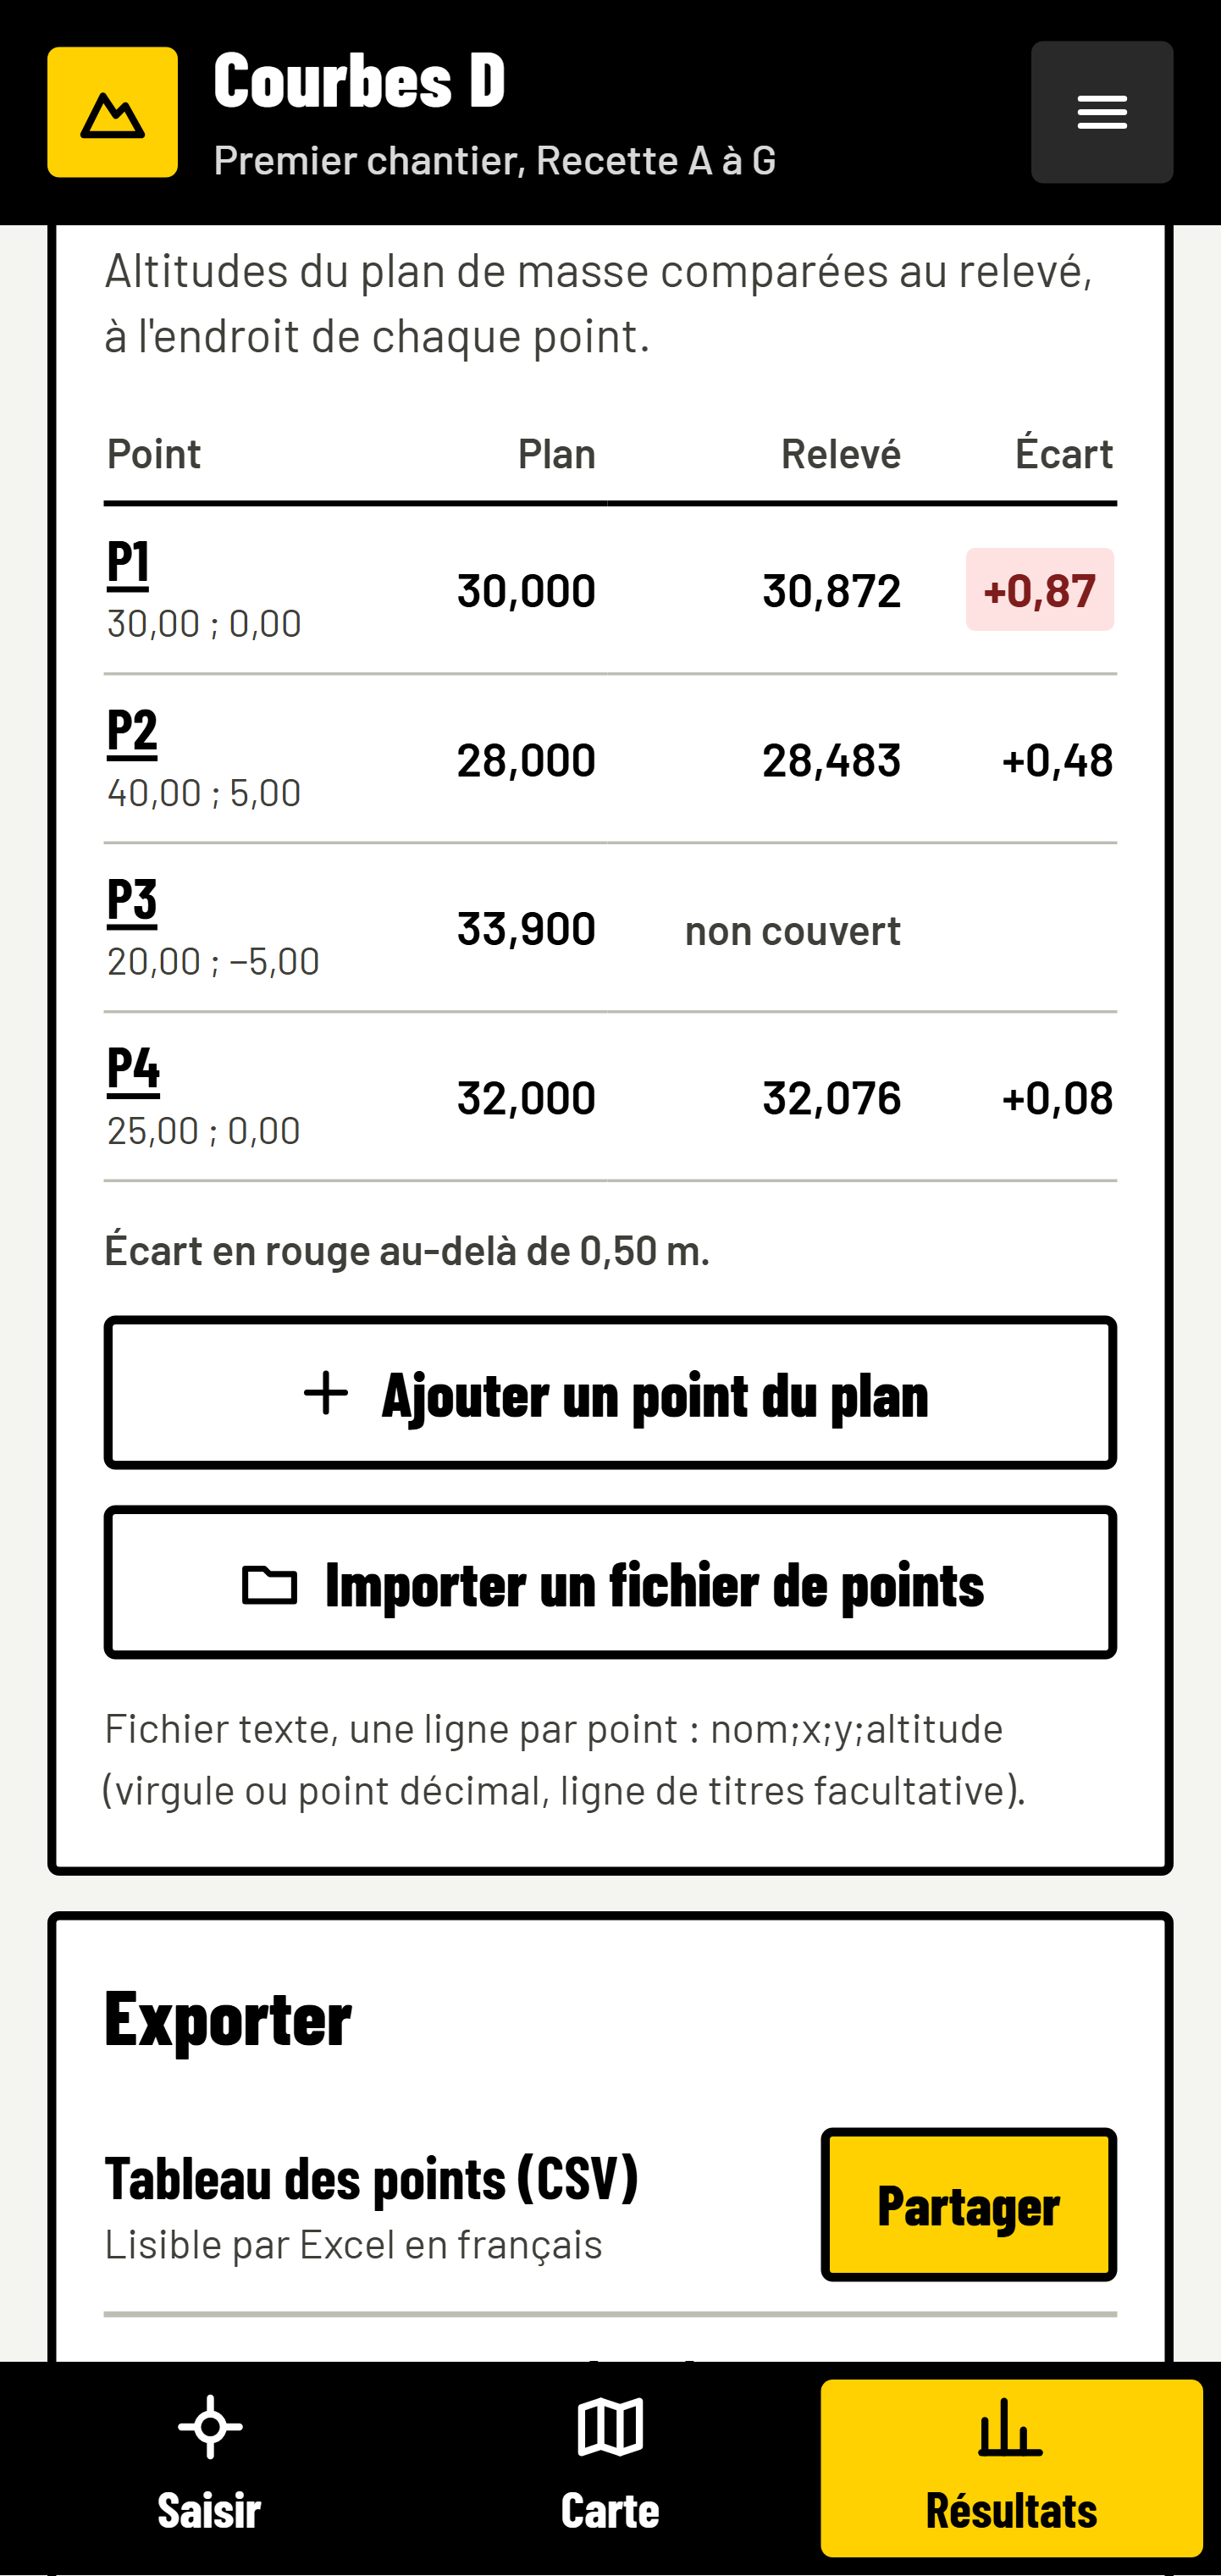 Courbes D
Premier chantier, Recette A à G
Altitudes du plan de masse comparées au relevé,
à l'endroit de chaque point.
Point Plan Relevé Écart
P1 30,000 30,872 +0,87
30,00 ; 0,00
P2 28,000 28,483 +0,48
40,00 ; 5,00
P3 33,900 non couvert
20,00 ; −5,00
P4 32,000 32,076 +0,08
25,00 ; 0,00
Écart en rouge au-delà de 0,50 m.
Ajouter un point du plan
Importer un fichier de points
Fichier texte, une ligne par point : nom;x;y;altitude
(virgule ou point décimal, ligne de titres facultative).
Exporter
Tableau des points (CSV)
Lisible par Excel en français
Partager
Saisir Carte Résultats